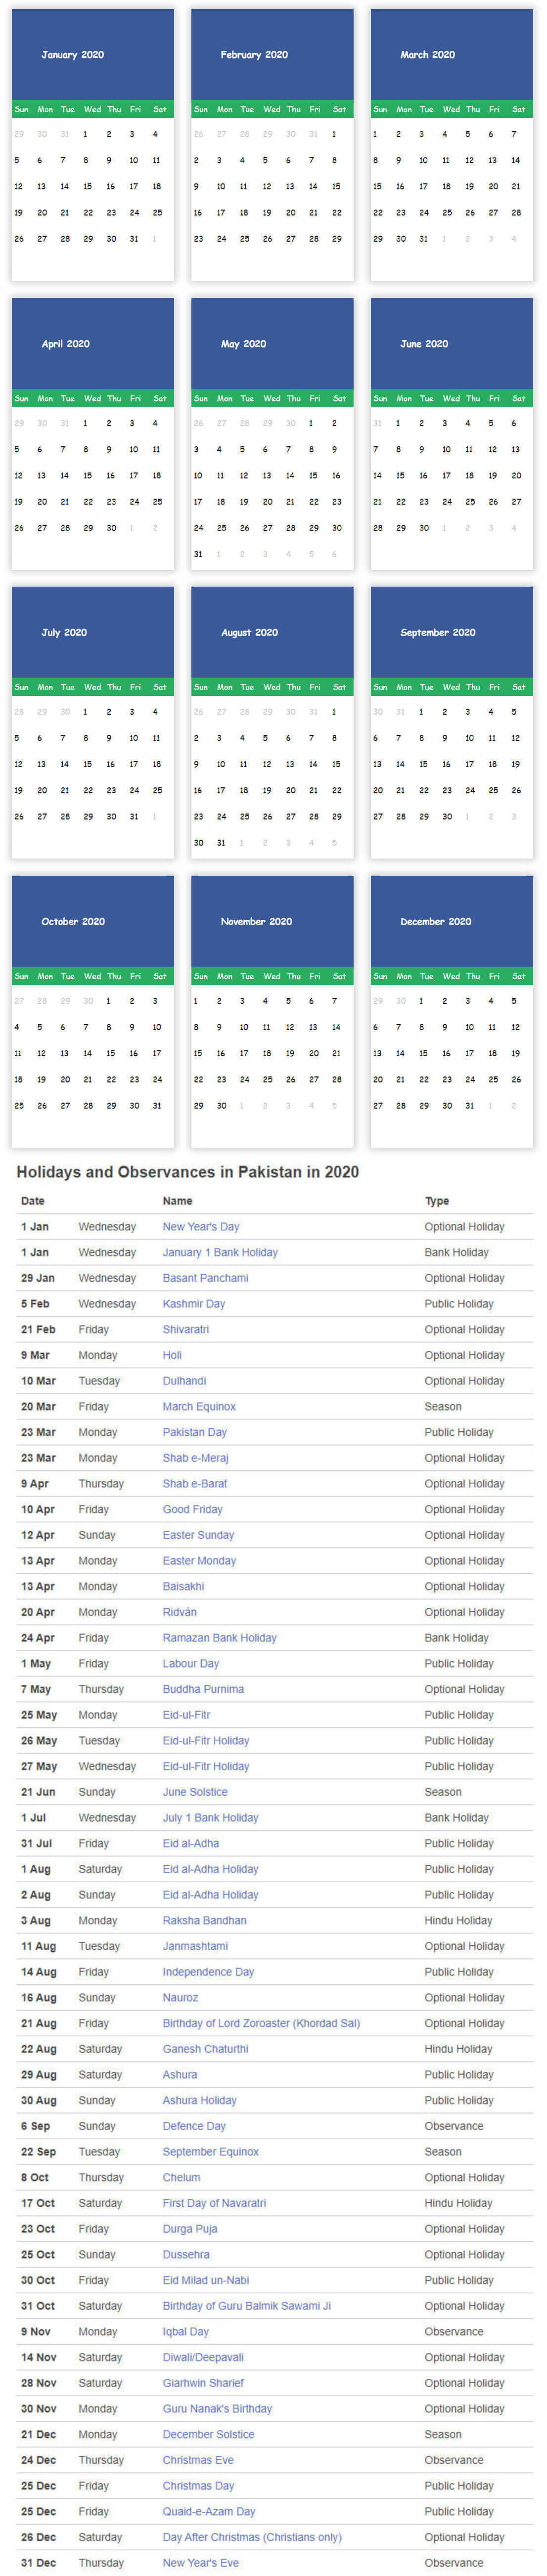 January 2020
Sun Mon Tue Wed Thu Fri Sat
29 30 31 1 2 3 4
5 6 7 8 9 10 11
12 13 14 15 16 17 18
19 20 21 22 23 24 25
26 27 28 29 30 31 1
February 2020
Sun Mon Tue Wed Thu Fri Sat
26 27 28 29 30 31 1
2 3 4 5 6 7 8
9 10 11 12 13 14 15
16 17 18 19 20 21 22
23 24 25 26 27 28 29
March 2020
Sun Mon Tue Wed Thu Fri Sat
1 2 3 4 5 6 7
8 9 10 11 12 13 14
15 16 17 18 19 20 21
22 23 24 25 26 27 28
29 30 31 1 2 3 4
April 2020
Sun Mon Tue Wed Thu Fri Sat
29 30 31 1 2 3 4
5 6 7 8 9 10 11
12 13 14 15 16 17 18
19 20 21 22 23 24 25
26 27 28 29 30 1 2
May 2020
Sun Mon Tue Wed Thu Fri Sat
26 27 28 29 30 1 2
3 4 5 6 7 8 9
10 11 12 13 14 15 16
17 18 19 20 21 22 23
24 25 26 27 28 29 30
31 1 2 3 4 5 6
June 2020
Sun Mon Tue Wed Thu Fri Sat
31 1 2 3 4 5 6
7 8 9 10 11 12 13
14 15 16 17 18 19 20
21 22 23 24 25 26 27
28 29 30 1 2 3 4
July 2020
Sun Mon Tue Wed Thu Fri Sat
28 29 30 1 2 3 4
5 6 7 8 9 10 11
12 13 14 15 16 17 18
19 20 21 22 23 24 25
26 27 28 29 30 31 1
August 2020
Sun Mon Tue Wed Thu Fri Sat
26 27 28 29 30 31 1
2 3 4 5 6 7 8
9 10 11 12 13 14 15
16 17 18 19 20 21 22
23 24 25 26 27 28 29
30 31 1 2 3 4 5
September 2020
Sun Mon Tue Wed Thu Fri Sat
30 31 1 2 3 4 5
6 7 8 9 10 11 12
13 14 15 16 17 18 19
20 21 22 23 24 25 26
27 28 29 30 1 2 3
October 2020
Sun Mon Tue Wed Thu Fri Sat
27 28 29 30 1 2 3
4 5 6 7 8 9 10
11 12 13 14 15 16 17
18 19 20 21 22 23 24
25 26 27 28 29 30 31
November 2020
Sun Mon Tue Wed Thu Fri Sat
1 2 3 4 5 6 7
8 9 10 11 12 13 14
15 16 17 18 19 20 21
22 23 24 25 26 27 28
29 30 1 2 3 4 5
December 2020
Sun Mon Tue Wed Thu Fri Sat
29 30 1 2 3 4 5
6 7 8 9 10 11 12
13 14 15 16 17 18 19
20 21 22 23 24 25 26
27 28 29 30 31 1 2
Holidays and Observances in Pakistan in 2020
Date Name Type
1 Jan Wednesday New Year's Day Optional Holiday
1 Jan Wednesday January 1 Bank Holiday Bank Holiday
29 Jan Wednesday Basant Panchami Optional Holiday
5 Feb Wednesday Kashmir Day Public Holiday
21 Feb Friday Shivaratri Optional Holiday
9 Mar Monday Holi Optional Holiday
10 Mar Tuesday Dulhandi Optional Holiday
20 Mar Friday March Equinox Season
23 Mar Monday Pakistan Day Public Holiday
23 Mar Monday Shab e-Meraj Optional Holiday
9 Apr Thursday Shab e-Barat Optional Holiday
10 Apr Friday Good Friday Optional Holiday
12 Apr Sunday Easter Sunday Optional Holiday
13 Apr Monday Easter Monday Optional Holiday
13 Apr Monday Baisakhi Optional Holiday
20 Apr Monday Ridván Optional Holiday
24 Apr Friday Ramazan Bank Holiday Bank Holiday
1 May Friday Labour Day Public Holiday
7 May Thursday Buddha Purnima Optional Holiday
25 May Monday Eid-ul-Fitr Public Holiday
26 May Tuesday Eid-ul-Fitr Holiday Public Holiday
27 May Wednesday Eid-ul-Fitr Holiday Public Holiday
21 Jun Sunday June Solstice Season
1 Jul Wednesday July 1 Bank Holiday Bank Holiday
31 Jul Friday Eid al-Adha Public Holiday
1 Aug Saturday Eid al-Adha Holiday Public Holiday
2 Aug Sunday Eid al-Adha Holiday Public Holiday
3 Aug Monday Raksha Bandhan Hindu Holiday
11 Aug Tuesday Janmashtami Optional Holiday
14 Aug Friday Independence Day Public Holiday
16 Aug Sunday Nauroz Optional Holiday
21 Aug Friday Birthday of Lord Zoroaster (Khordad Sal) Optional Holiday
22 Aug Saturday Ganesh Chaturthi Hindu Holiday
29 Aug Saturday Ashura Public Holiday
30 Aug Sunday Ashura Holiday Public Holiday
6 Sep Sunday Defence Day Observance
22 Sep Tuesday September Equinox Season
8 Oct Thursday Chelum Optional Holiday
17 Oct Saturday First Day of Navaratri Hindu Holiday
23 Oct Friday Durga Puja Optional Holiday
25 Oct Sunday Dussehra Optional Holiday
30 Oct Friday Eid Milad un-Nabi Public Holiday
31 Oct Saturday Birthday of Guru Balmik Sawami Ji Optional Holiday
9 Nov Monday Iqbal Day Observance
14 Nov Saturday Diwali/Deepavali Optional Holiday
28 Nov Saturday Giarhwin Sharief Optional Holiday
30 Nov Monday Guru Nanak's Birthday Optional Holiday
21 Dec Monday December Solstice Season
24 Dec Thursday Christmas Eve Observance
25 Dec Friday Christmas Day Public Holiday
25 Dec Friday Quaid-e-Azam Day Public Holiday
26 Dec Saturday Day After Christmas (Christians only) Optional Holiday
31 Dec Thursday New Year's Eve Observance